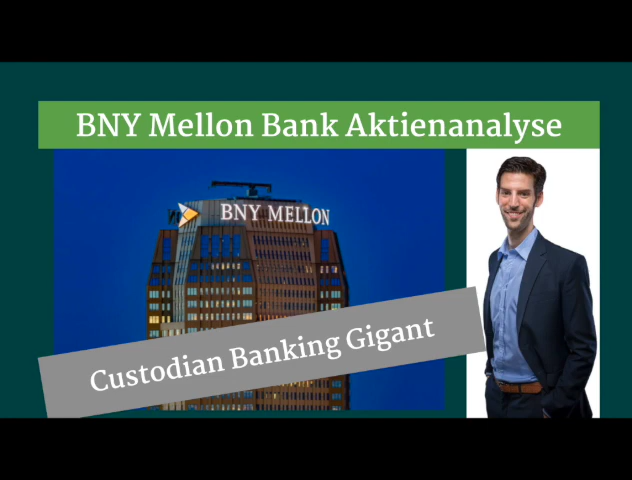 BNY Mellon Bank Aktienanalyse
BNY MELLON
Custodian Banking Gigant